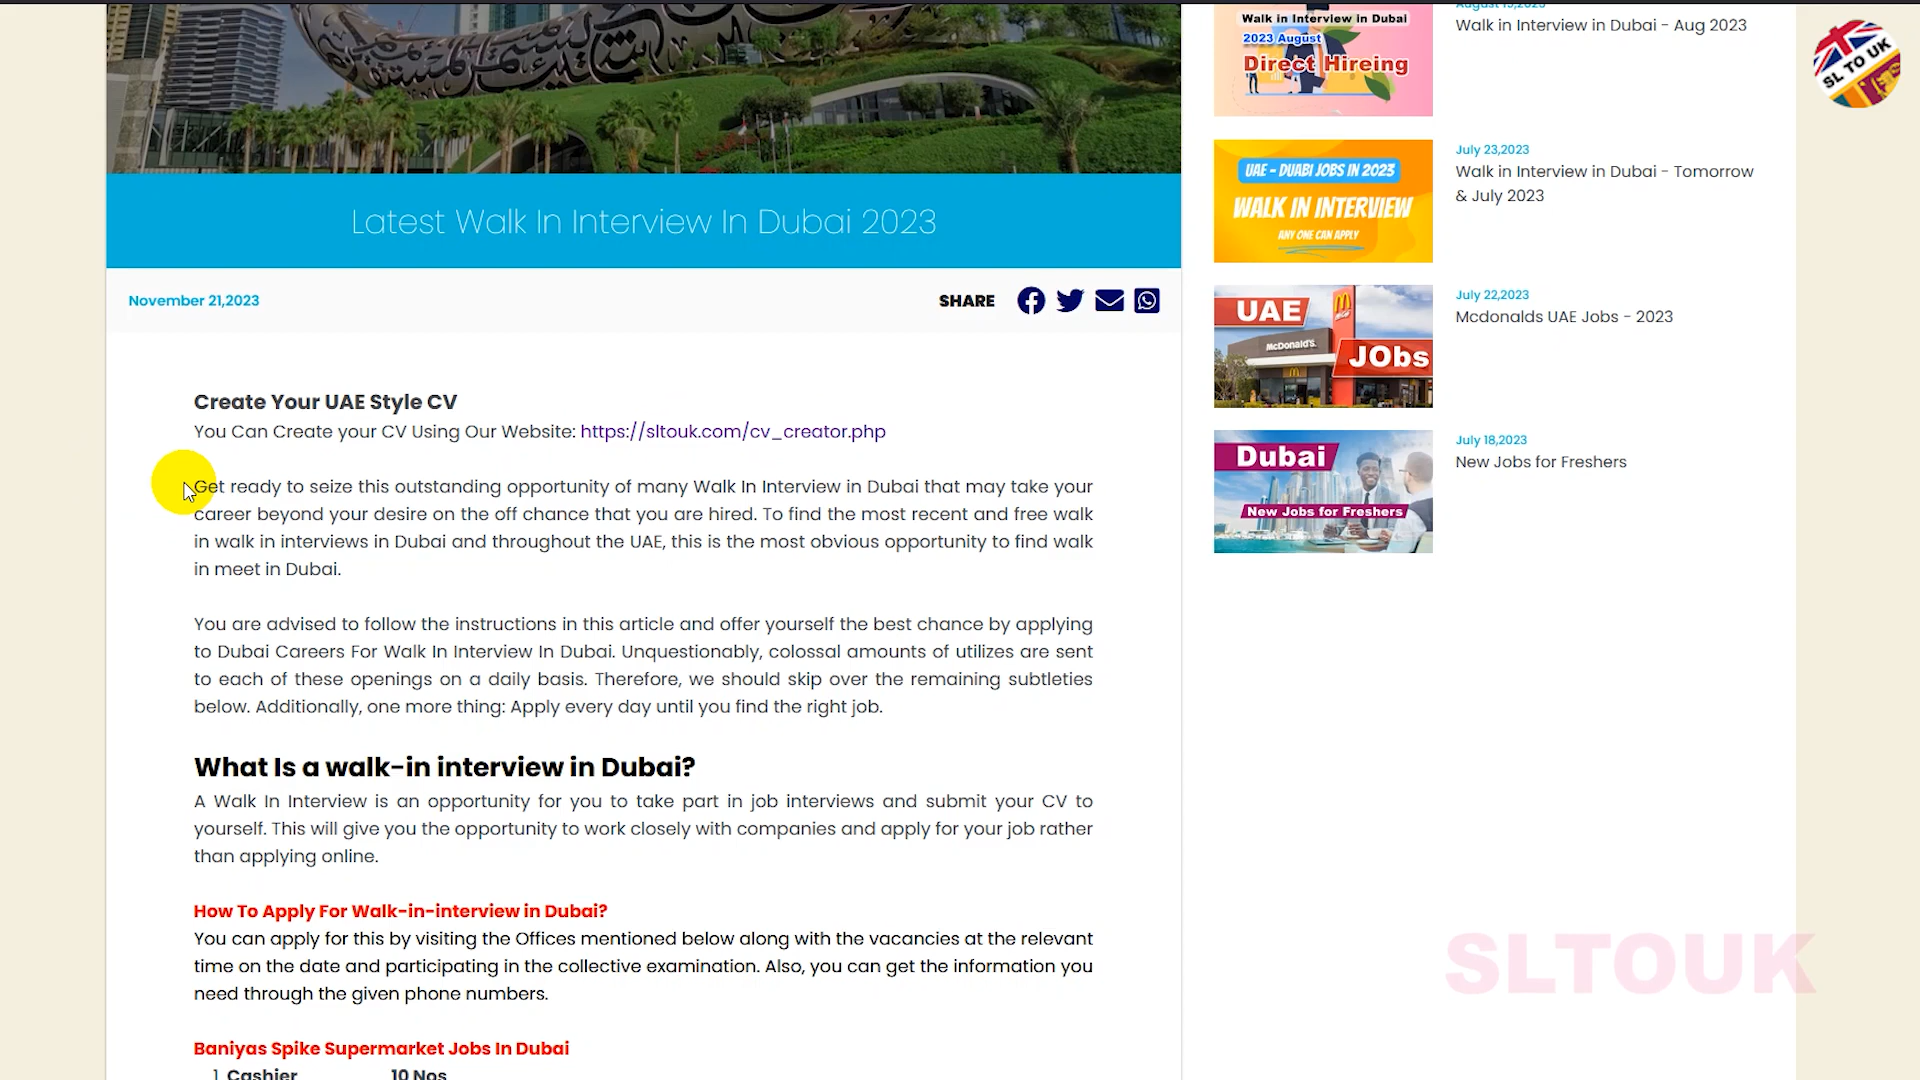 Latest Walk In Interview In Dubai 2023
November 21,2023
SHARE
Create Your UAE Style CV
You Can Create your CV Using Our Website: https://sltouk.com/cv_creator.php
Get ready to seize this outstanding opportunity of many Walk In Interview in Dubai that may take your
career beyond your desire on the off chance that you are hired. To find the most recent and free walk
in walk in interviews in Dubai and throughout the UAE, this is the most obvious opportunity to find walk
in meet in Dubai.
You are advised to follow the instructions in this article and offer yourself the best chance by applying
to Dubai Careers For Walk In Interview In Dubai. Unquestionably, colossal amounts of utilizes are sent
to each of these openings on a daily basis. Therefore, we should skip over the remaining subtleties
below. Additionally, one more thing: Apply every day until you find the right job.
What Is a walk-in interview in Dubai?
A Walk In Interview is an opportunity for you to take part in job interviews and submit your CV to
yourself. This will give you the opportunity to work closely with companies and apply for your job rather
than applying online.
How To Apply For Walk-in-interview in Dubai?
You can apply for this by visiting the Offices mentioned below along with the vacancies at the relevant
time on the date and participating in the collective examination. Also, you can get the information you
need through the given phone numbers.
Baniyas Spike Supermarket Jobs In Dubai
1 Cashier 10 Nos
Walk in Interview in Dubai
2023 August
Direct Hireing
August 15,2023
Walk in Interview in Dubai - Aug 2023
UAE - DUABI JOBS IN 2023
WALK IN INTERVIEW
ANY ONE CAN APPLY
July 23,2023
Walk in Interview in Dubai - Tomorrow
& July 2023
UAE
McDonald's
JObs
July 22,2023
Mcdonalds UAE Jobs - 2023
Dubai
New Jobs for Freshers
July 18,2023
New Jobs for Freshers
SL TO UK
SLTOUK